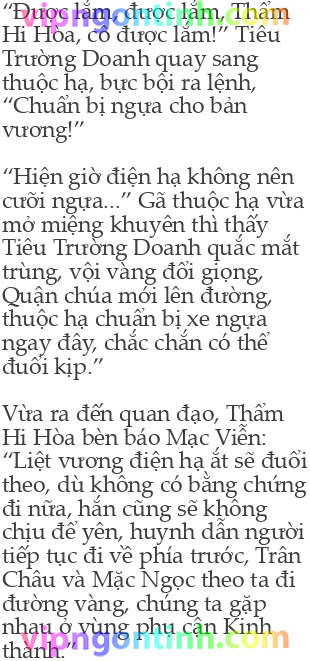 “Được lắm, được lắm, Thẩm
vipngontinh.com
Hi Hòa, cô được lắm!” Tiêu
Trường Doanh quay sang
thuộc hạ, bực bội ra lệnh,
“Chuẩn bị ngựa cho bản
vương!”
“Hiện giờ điện hạ không nên
cưỡi ngựa...” Gã thuộc hạ vừa
mở miệng khuyên thì thấy
Tiêu Trường Doanh quắc mắt
trừng, vội vàng đổi giọng,
Quận chúa mới lên đường,
thuộc hạ chuẩn bị xe ngựa
ngay đây, chắc chắn có thể
đuổi kịp.”
Vừa ra đến quan đạo, Thẩm
Hi Hòa bèn báo Mạc Viễn:
“Liệt vương điện hạ ắt sẽ đuổi
theo, dù không có bằng chứng
đi nữa, hắn cũng sẽ không
chịu để yên, huynh dẫn người
tiếp tục đi về phía trước, Trân
Châu và Mặc Ngọc theo ta đi
đường vàng, chúng ta gặp
nhau ở vùng phụ cận Kinh
vipngontinh.com
thành.”